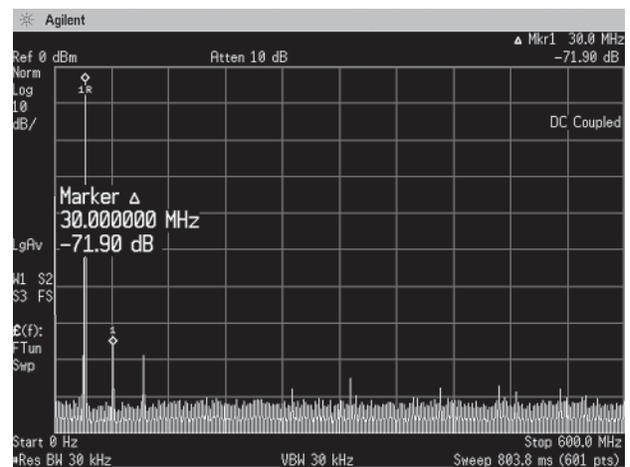 Agilent
Δ Mkr1 30.0 MHz
Ref 0 dBm Atten 10 dB -71.90 dB
Norm
Log
10
dB/
1R
DC Coupled
Marker Δ
30.000000 MHz
-71.90 dB
LgAv
W1 S2
S3 FS
£(f):
FTun
Swp
1
Start 0 Hz Stop 600.0 MHz
#Res BW 30 kHz VBW 30 kHz Sweep 803.8 ms (601 pts)